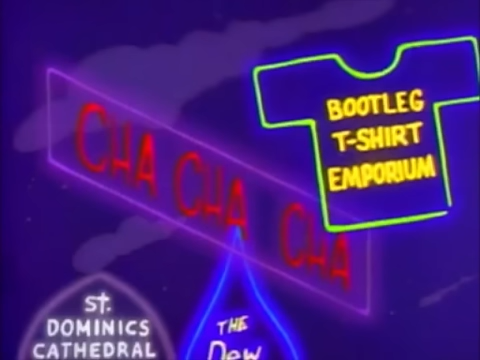 CHA CHA CHA
BOOTLEG
T-SHIRT
EMPORIUM
ST.
DOMINICS
CATHEDRAL
THE
Dew